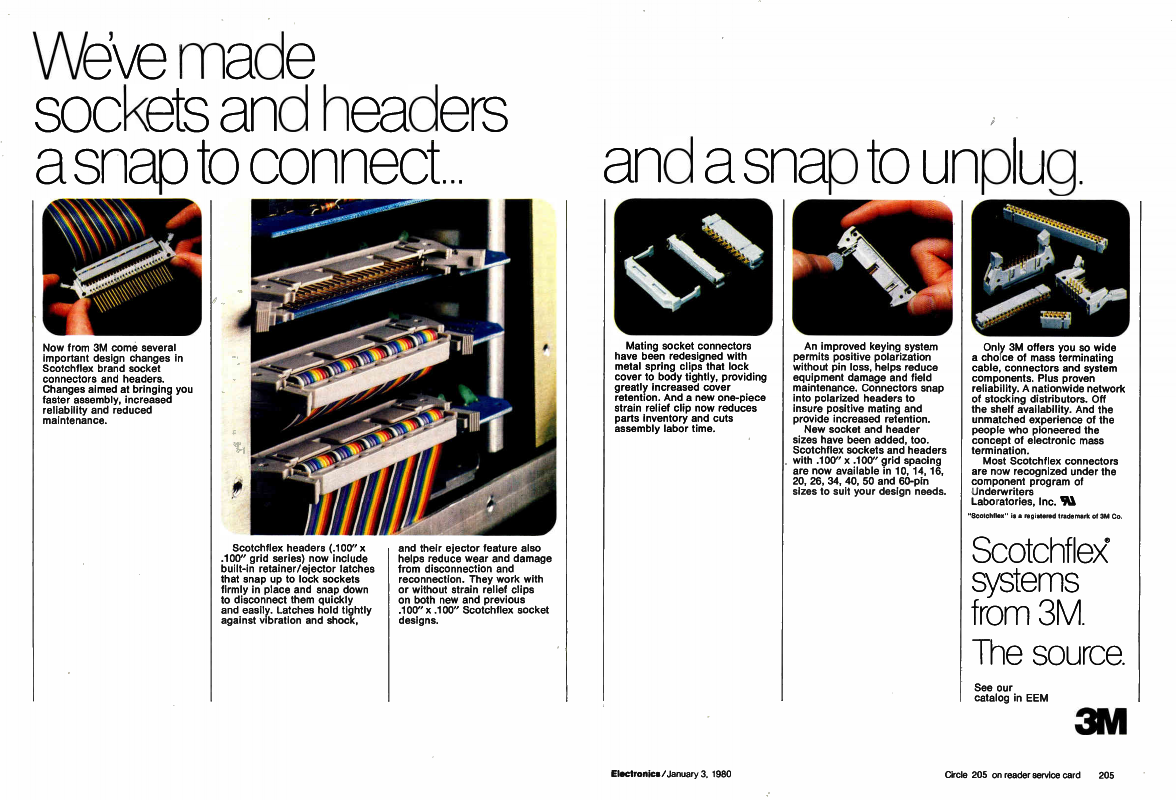 We've made
sockets and headers
a snap to connect...
and a snap to unplug.
Now from 3M come several
important design changes in
Scotchflex brand socket
connectors and headers.
Changes aimed at bringing you
faster assembly, increased
reliability and reduced
maintenance.
Scotchflex headers (.100" x
.100" grid series) now include
built-in retainer/ejector latches
that snap up to lock sockets
firmly in place and snap down
to disconnect them quickly
and easily. Latches hold tightly
against vibration and shock,
and their ejector feature also
helps reduce wear and damage
from disconnection and
reconnection. They work with
or without strain relief clips
on both new and previous
.100" x .100" Scotchflex socket
designs.
Mating socket connectors
have been redesigned with
metal spring clips that lock
cover to body tightly, providing
greatly increased cover
retention. And a new one-piece
strain relief clip now reduces
parts inventory and cuts
assembly labor time.
An improved keying system
permits positive polarization
without pin loss, helps reduce
equipment damage and field
maintenance. Connectors snap
into polarized headers to
insure positive mating and
provide increased retention.
New socket and header
sizes have been added, too.
Scotchflex sockets and headers
with .100" x .100" grid spacing
are now available in 10, 14, 16,
20, 26, 34, 40, 50 and 60-pin
sizes to suit your design needs.
Only 3M offers you so wide
a choice of mass terminating
cable, connectors and system
components. Plus proven
reliability. A nationwide network
of stocking distributors. Off
the shelf availability. And the
unmatched experience of the
people who pioneered the
concept of electronic mass
termination.
Most Scotchflex connectors
are now recognized under the
component program of
Underwriters
Laboratories, Inc.
"Scotchflex" is a registered trademark of 3M Co.
Scotchflex®
systems
from 3M.
The source.
See our
catalog in EEM
3M
Electronics/January 3, 1980
Circle 205 on reader service card 205